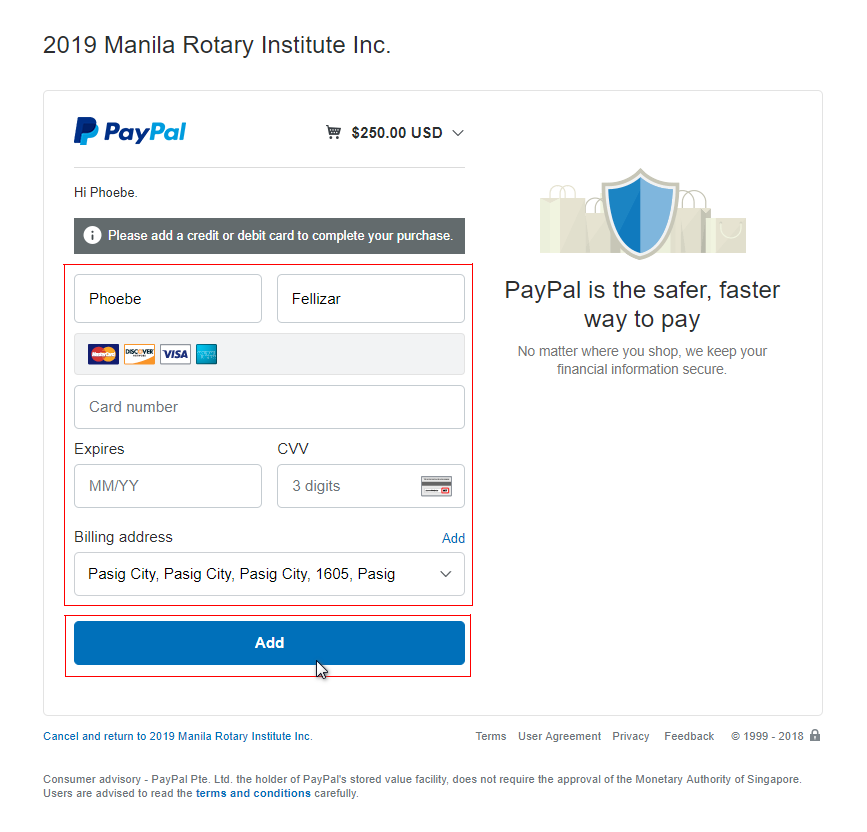 2019 Manila Rotary Institute Inc.
PayPal
$250.00 USD
Hi Phoebe.
Please add a credit or debit card to complete your purchase.
Phoebe
Fellizar
MasterCard
DISCOVER
VISA
Card number
Expires
CVV
MM/YY
3 digits
Billing address
Add
Pasig City, Pasig City, Pasig City, 1605, Pasig
Add
PayPal is the safer, faster
way to pay
No matter where you shop, we keep your
financial information secure.
Cancel and return to 2019 Manila Rotary Institute Inc.
Terms User Agreement Privacy Feedback © 1999 - 2018
Consumer advisory - PayPal Pte. Ltd. the holder of PayPal's stored value facility, does not require the approval of the Monetary Authority of Singapore.
Users are advised to read the terms and conditions carefully.